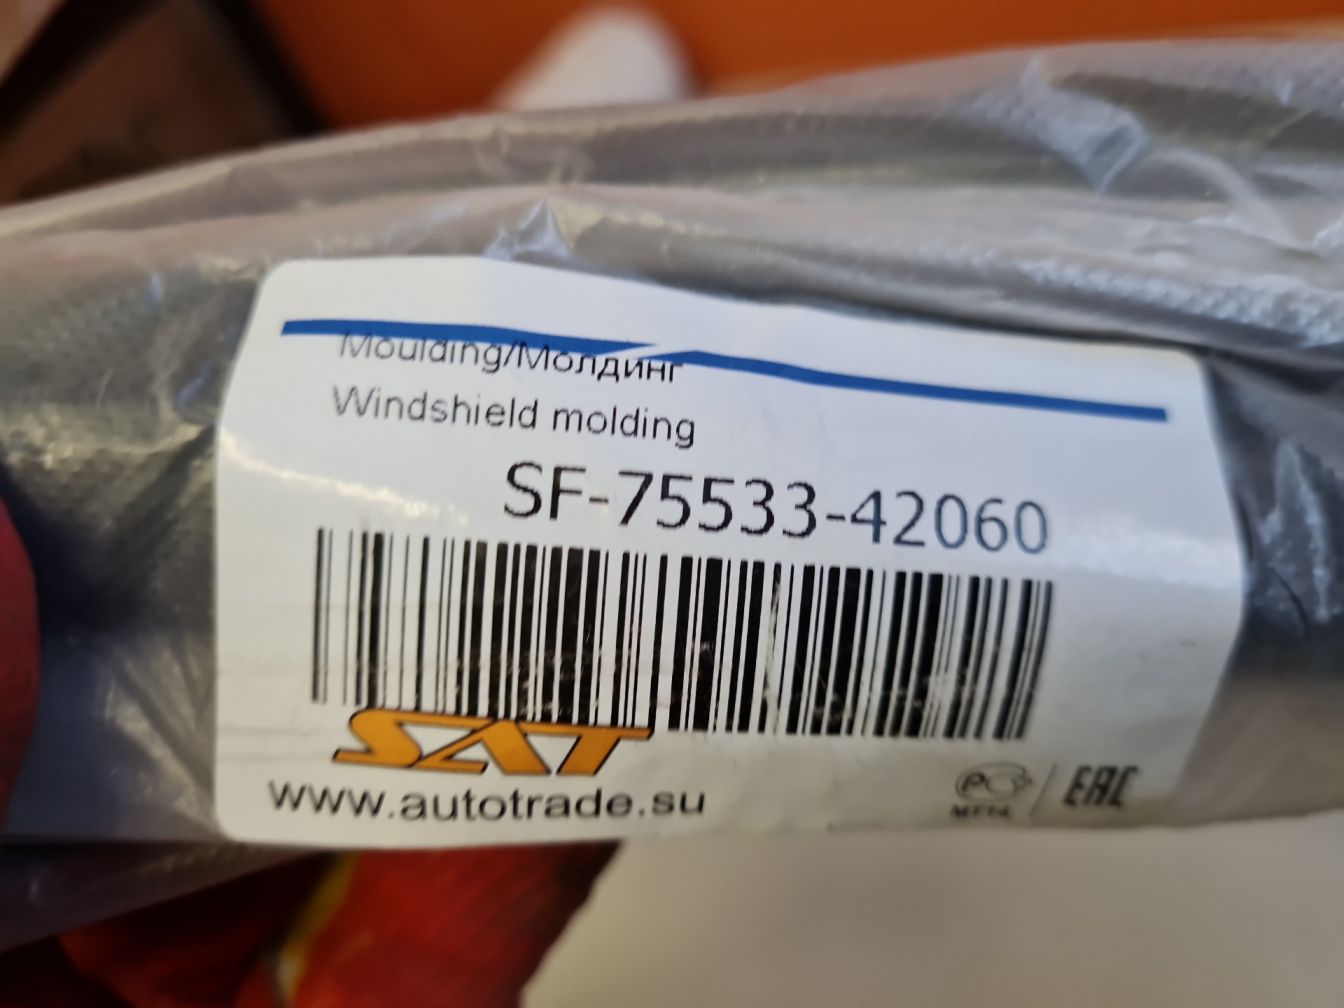 Moulding/Молдинг
Windshield molding
SF-75533-42060
SAT
www.autotrade.su
EAC